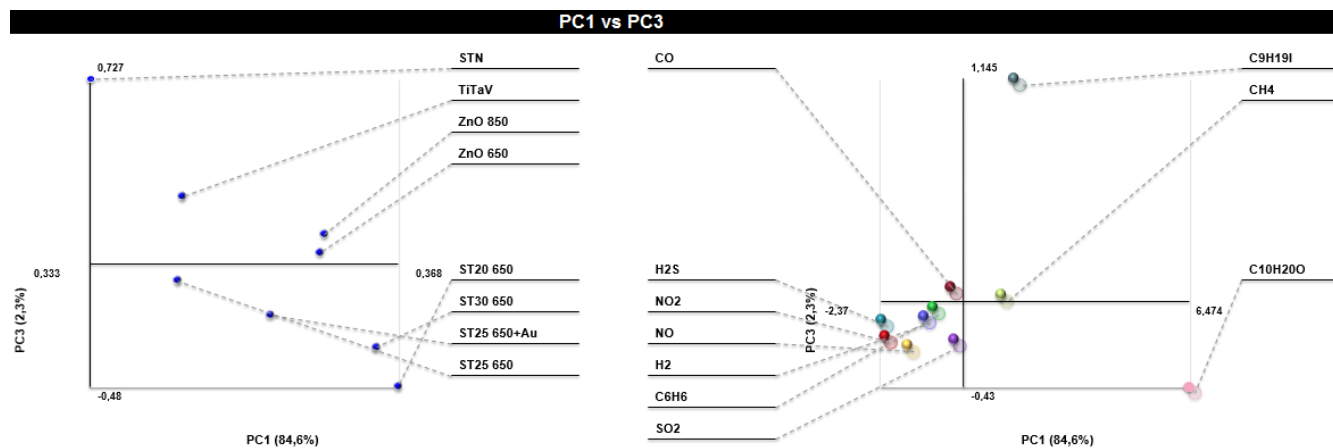 PC1 vs PC3
0,727
STN
TiTaV
ZnO 850
ZnO 650
0,333
0,368
ST20 650
ST30 650
ST25 650+Au
ST25 650
PC3 (2,3%)
-0,48
PC1 (84,6%)
CO
1,145
C9H19I
CH4
H2S
C10H20O
NO2
-2,37
6,474
NO
PC3 (2,3%)
H2
C6H6
-0,43
SO2
PC1 (84,6%)